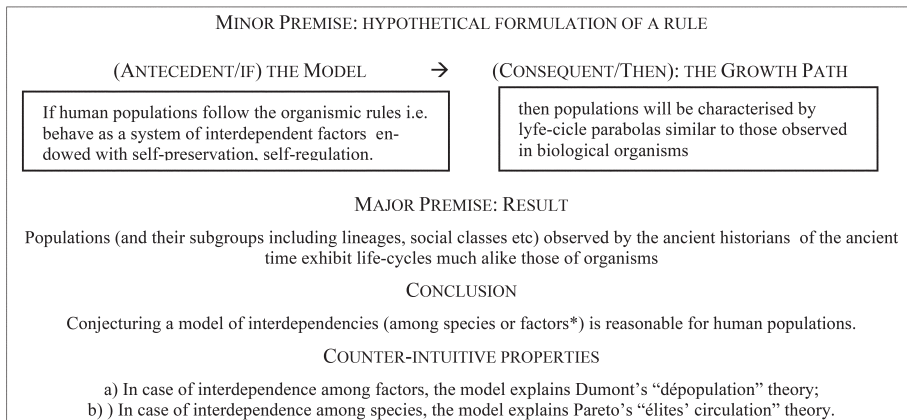 MINOR PREMISE: HYPOTHETICAL FORMULATION OF A RULE
(ANTECEDENT/IF) THE MODEL → (CONSEQUENT/THEN): THE GROWTH PATH
If human populations follow the organismic rules i.e.
behave as a system of interdependent factors en-
dowed with self-preservation, self-regulation.
then populations will be characterised by
lyfe-cicle parabolas similar to those observed
in biological organisms
MAJOR PREMISE: RESULT
Populations (and their subgroups including lineages, social classes etc) observed by the ancient historians of the ancient
time exhibit life-cycles much alike those of organisms
CONCLUSION
Conjecturing a model of interdependencies (among species or factors*) is reasonable for human populations.
COUNTER-INTUITIVE PROPERTIES
a) In case of interdependence among factors, the model explains Dumont's “dépopulation” theory;
b) ) In case of interdependence among species, the model explains Pareto's “élites' circulation” theory.